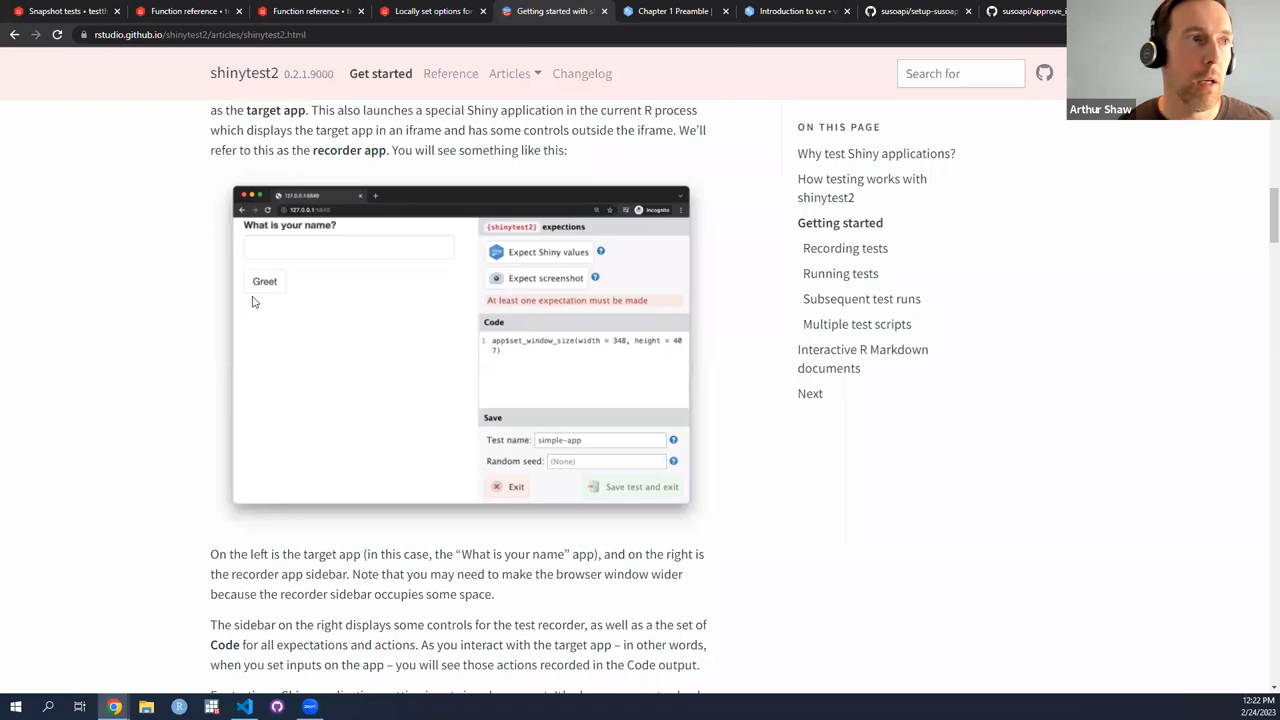 Snapshot tests • testth
Function reference • t
Function reference • t
Locally set options for
Getting started with s
Chapter 1 Preamble
Introduction to vcr • v
susoapi/setup-susoap
susoapi/approve_i
rstudio.github.io/shinytest2/articles/shinytest2.html
shinytest2 0.2.1.9000 Get started Reference Articles Changelog
Search for
Arthur Shaw
as the target app. This also launches a special Shiny application in the current R process
which displays the target app in an iframe and has some controls outside the iframe. We’ll
refer to this as the recorder app. You will see something like this:
127.0.0.1:5840
127.0.0.1:5840
Incognito
What is your name?
Greet
{shinytest2} expections
Expect Shiny values
Expect screenshot
At least one expectation must be made
Code
1 app$set_window_size(width = 348, height = 40
7)
Save
Test name: simple-app
Random seed: (None)
Exit Save test and exit
On the left is the target app (in this case, the “What is your name” app), and on the right is
the recorder app sidebar. Note that you may need to make the browser window wider
because the recorder sidebar occupies some space.
The sidebar on the right displays some controls for the test recorder, as well as a the set of
Code for all expectations and actions. As you interact with the target app – in other words,
when you set inputs on the app – you will see those actions recorded in the Code output.
ON THIS PAGE
Why test Shiny applications?
How testing works with
shinytest2
Getting started
Recording tests
Running tests
Subsequent test runs
Multiple test scripts
Interactive R Markdown
documents
Next
12:22 PM
2/24/2023